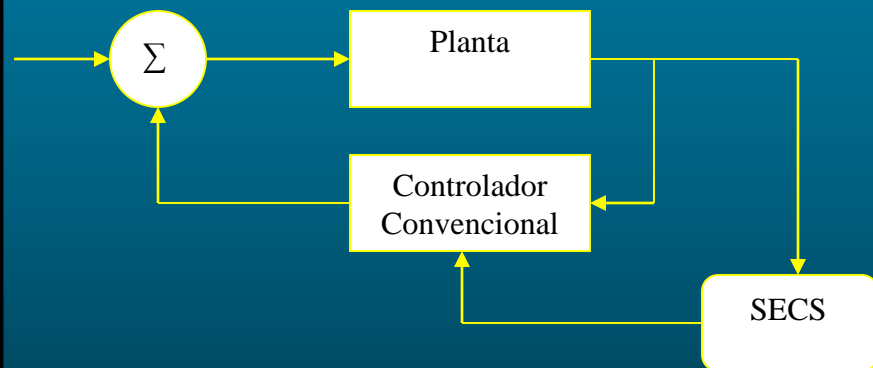 ∑
Planta
Controlador
Convencional
SECS